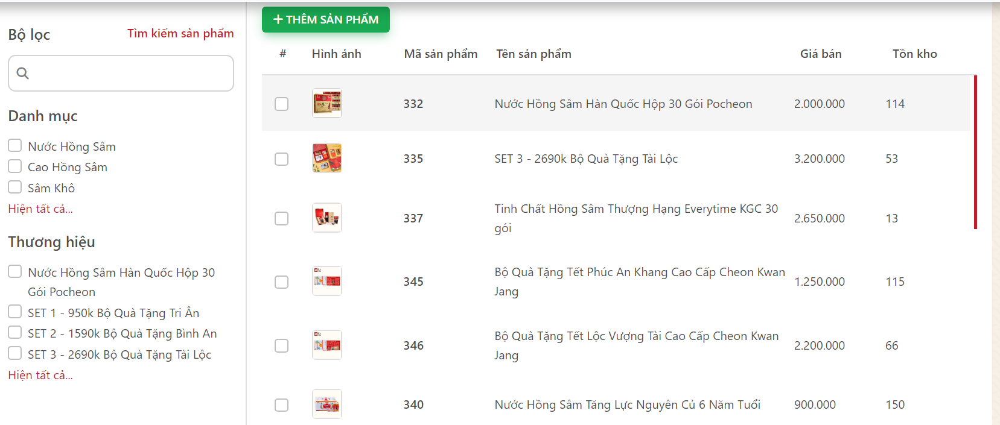 Bộ lọc
Tìm kiếm sản phẩm
Danh mục
Nước Hồng Sâm
Cao Hồng Sâm
Sâm Khô
Hiện tất cả...
Thương hiệu
Nước Hồng Sâm Hàn Quốc Hộp 30
Gói Pocheon
SET 1 - 950k Bộ Quà Tặng Tri Ân
SET 2 - 1590k Bộ Quà Tặng Bình An
SET 3 - 2690k Bộ Quà Tặng Tài Lộc
Hiện tất cả...
+ THÊM SẢN PHẨM
# Hình ảnh Mã sản phẩm Tên sản phẩm Giá bán Tồn kho
332 Nước Hồng Sâm Hàn Quốc Hộp 30 Gói Pocheon 2.000.000 114
335 SET 3 - 2690k Bộ Quà Tặng Tài Lộc 3.200.000 53
337 Tinh Chất Hồng Sâm Thượng Hạng Everytime KGC 30 2.650.000 13
gói
345 Bộ Quà Tặng Tết Phúc An Khang Cao Cấp Cheon Kwan 1.250.000 115
Jang
346 Bộ Quà Tặng Tết Lộc Vượng Tài Cao Cấp Cheon Kwan 2.200.000 66
Jang
340 Nước Hồng Sâm Tăng Lực Nguyên Củ 6 Năm Tuổi 900.000 150